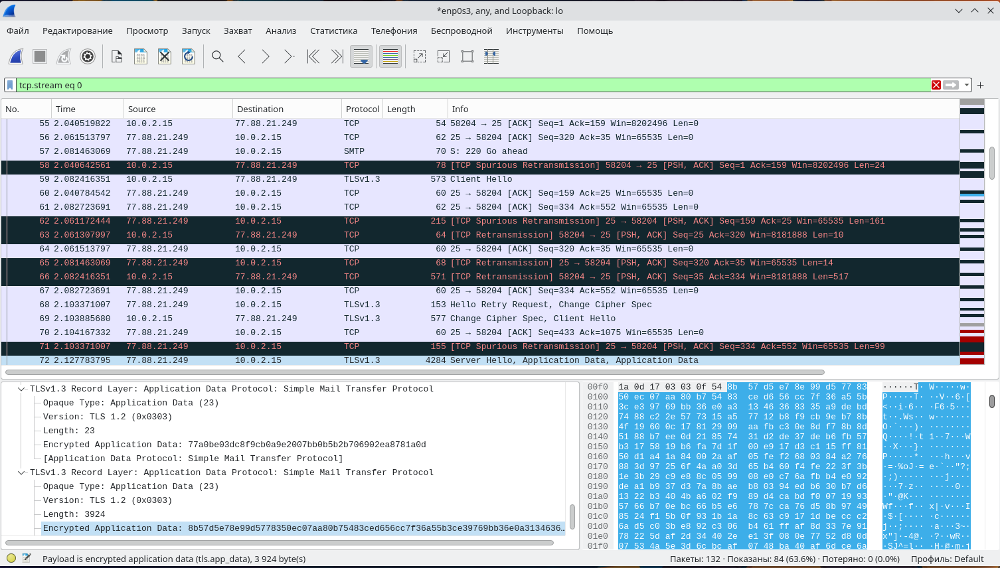 *enp0s3, any, and Loopback: lo
Файл Редактирование Просмотр Запуск Захват Анализ Статистика Телефония Беспроводной Инструменты Помощь
tcp.stream eq 0
No. Time Source Destination Protocol Length Info
55 2.040519822 10.0.2.15 77.88.21.249 TCP 54 58204 → 25 [ACK] Seq=1 Ack=159 Win=8202496 Len=0
56 2.061513797 77.88.21.249 10.0.2.15 TCP 62 25 → 58204 [ACK] Seq=320 Ack=35 Win=65535 Len=0
57 2.081463069 77.88.21.249 10.0.2.15 SMTP 70 S: 220 Go ahead
58 2.040642561 10.0.2.15 77.88.21.249 TCP 78 [TCP Spurious Retransmission] 58204 → 25 [PSH, ACK] Seq=1 Ack=159 Win=8202496 Len=24
59 2.082416351 10.0.2.15 77.88.21.249 TLSv1.3 573 Client Hello
60 2.040784542 77.88.21.249 10.0.2.15 TCP 60 25 → 58204 [ACK] Seq=159 Ack=25 Win=65535 Len=0
61 2.082723691 77.88.21.249 10.0.2.15 TCP 62 25 → 58204 [ACK] Seq=334 Ack=552 Win=65535 Len=0
62 2.061172444 77.88.21.249 10.0.2.15 TCP 215 [TCP Spurious Retransmission] 25 → 58204 [PSH, ACK] Seq=159 Ack=25 Win=65535 Len=161
63 2.061307997 10.0.2.15 77.88.21.249 TCP 64 [TCP Retransmission] 58204 → 25 [PSH, ACK] Seq=25 Ack=320 Win=8181888 Len=10
64 2.061513797 77.88.21.249 10.0.2.15 TCP 60 25 → 58204 [ACK] Seq=320 Ack=35 Win=65535 Len=0
65 2.081463069 77.88.21.249 10.0.2.15 TCP 68 [TCP Retransmission] 25 → 58204 [PSH, ACK] Seq=320 Ack=35 Win=65535 Len=14
66 2.082416351 10.0.2.15 77.88.21.249 TCP 571 [TCP Retransmission] 58204 → 25 [PSH, ACK] Seq=35 Ack=334 Win=8181888 Len=517
67 2.082723691 77.88.21.249 10.0.2.15 TCP 60 25 → 58204 [ACK] Seq=334 Ack=552 Win=65535 Len=0
68 2.103371007 77.88.21.249 10.0.2.15 TLSv1.3 153 Hello Retry Request, Change Cipher Spec
69 2.103885680 10.0.2.15 77.88.21.249 TLSv1.3 577 Change Cipher Spec, Client Hello
70 2.104167332 77.88.21.249 10.0.2.15 TCP 60 25 → 58204 [ACK] Seq=433 Ack=1075 Win=65535 Len=0
71 2.103371007 77.88.21.249 10.0.2.15 TCP 155 [TCP Spurious Retransmission] 25 → 58204 [PSH, ACK] Seq=334 Ack=552 Win=65535 Len=99
72 2.127783795 77.88.21.249 10.0.2.15 TLSv1.3 4284 Server Hello, Application Data, Application Data
TLSv1.3 Record Layer: Application Data Protocol: Simple Mail Transfer Protocol
Opaque Type: Application Data (23)
Version: TLS 1.2 (0x0303)
Length: 23
Encrypted Application Data: 77a0be03dc8f9cb0a9e2007bb0b5b2b706902ea8781a0d
[Application Data Protocol: Simple Mail Transfer Protocol]
TLSv1.3 Record Layer: Application Data Protocol: Simple Mail Transfer Protocol
Opaque Type: Application Data (23)
Version: TLS 1.2 (0x0303)
Length: 3924
Encrypted Application Data: 8b57d5e78e99d5778350ec07aa80b75483ced656cc7f36a55b3ce39769bb36e0a3134636…
00f0 1a 0d 17 03 03 0f 54 8b 57 d5 e7 8e 99 d5 77 83 ······T· W·····w·
0100 50 ec 07 aa 80 b7 54 83 ce d6 56 cc 7f 36 a5 5b P·····T· ··V··6·[
0110 3c e3 97 69 bb 36 e0 a3 13 46 36 83 35 a9 de bd <··i·6·· ·F6·5···
0120 74 88 c2 2e 57 73 15 a5 77 12 b8 f9 cb 9e b7 8b t··.Ws·· w·······
0130 4f 19 60 0c 17 81 29 09 aa fb c3 0e 8d f7 8b 8d O·`···)· ········
0140 51 88 b7 ee 0d 21 85 74 31 d2 de 37 de b6 fb 57 Q····!·t 1··7···W
0150 b3 17 58 19 b6 fa 7d 1f 00 e9 17 d3 c1 15 ff 81 ··X···}· ········
0160 50 d1 a4 1a 84 00 2a af 05 fe f2 68 03 84 a2 76 P·····*· ···h···v
0170 88 3d 97 25 6f 4a a0 3d 65 b4 60 f4 fe 22 3f 3b ·=·%oJ·= e·`··"?;
0180 1e 3b 29 c9 e8 8c 05 99 08 e0 c7 6a fb b4 e0 92 ·;)····· ···j····
0190 de a1 b9 37 d3 7a 8b ae b8 03 94 ed b6 30 b7 d6 ···7·z·· ·····0··
01a0 13 22 b3 40 4b a6 02 f9 89 d4 ca bd f0 07 19 93 ·"·@K··· ········
01b0 57 66 b7 0e bc 66 b5 e6 78 7c ca 76 d5 8b 97 49 Wf···f·· x|·v···I
01c0 85 24 f1 5b 0f 93 1b 1a 8c 63 c9 17 1d be cc c2 ·$·[···· ·c······
01d0 6a d5 c0 3b e8 92 c3 06 b4 61 ff af 8d 33 7e 91 j··;···· ·a···3~·
01e0 78 22 5d af 2d 34 40 2e e1 3f 08 0e 77 52 d8 0d x"]·-4@. ·?··wR··
01f0 07 53 4a 5e 3d 6c bc af 07 48 ba 40 af 6d ce 6a ·SJ^=l·· ·H·@·m·j
Payload is encrypted application data (tls.app_data), 3 924 byte(s)
Пакеты: 132 · Показаны: 84 (63.6%) · Потеряно: 0 (0.0%)
Профиль: Default